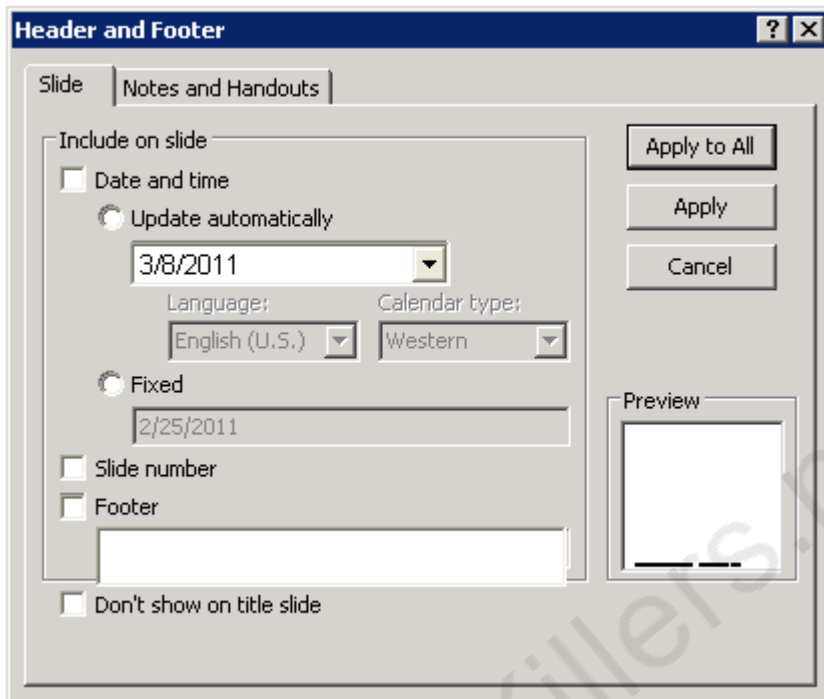 Header and Footer
Slide
Notes and Handouts
Include on slide
Date and time
Update automatically
3/8/2011
Language:
Calendar type:
English (U.S.)
Western
Fixed
2/25/2011
Slide number
Footer
Don't show on title slide
Apply to All
Apply
Cancel
Preview